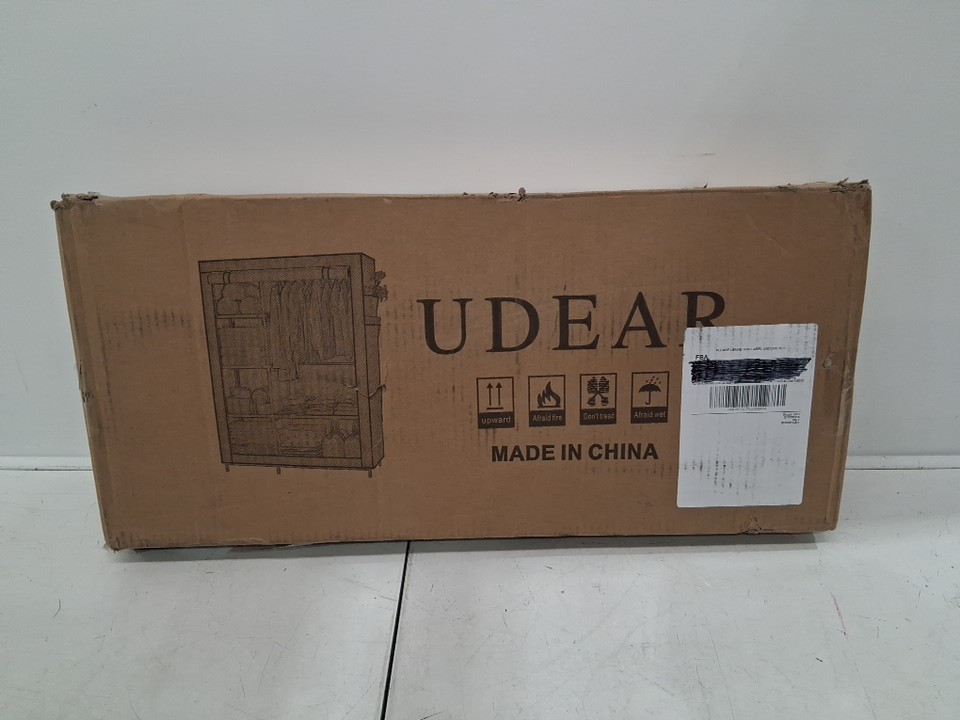 UDEAR
FBA
upward
Afraid fire
Don't tread
Afraid wet
MADE IN CHINA